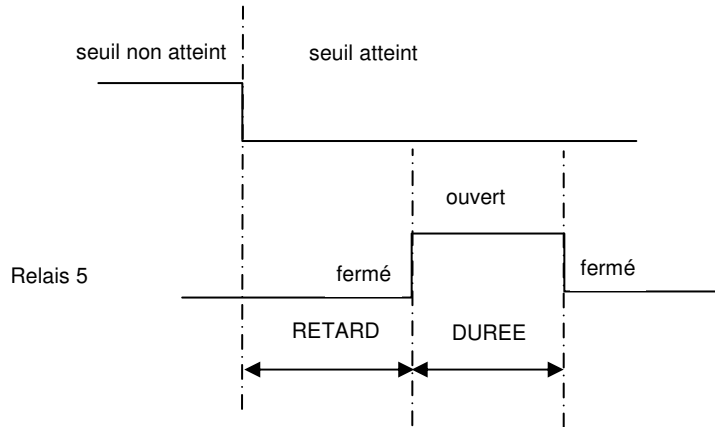 seuil non atteint
seuil atteint
ouvert
Relais 5
fermé
fermé
RETARD
DUREE